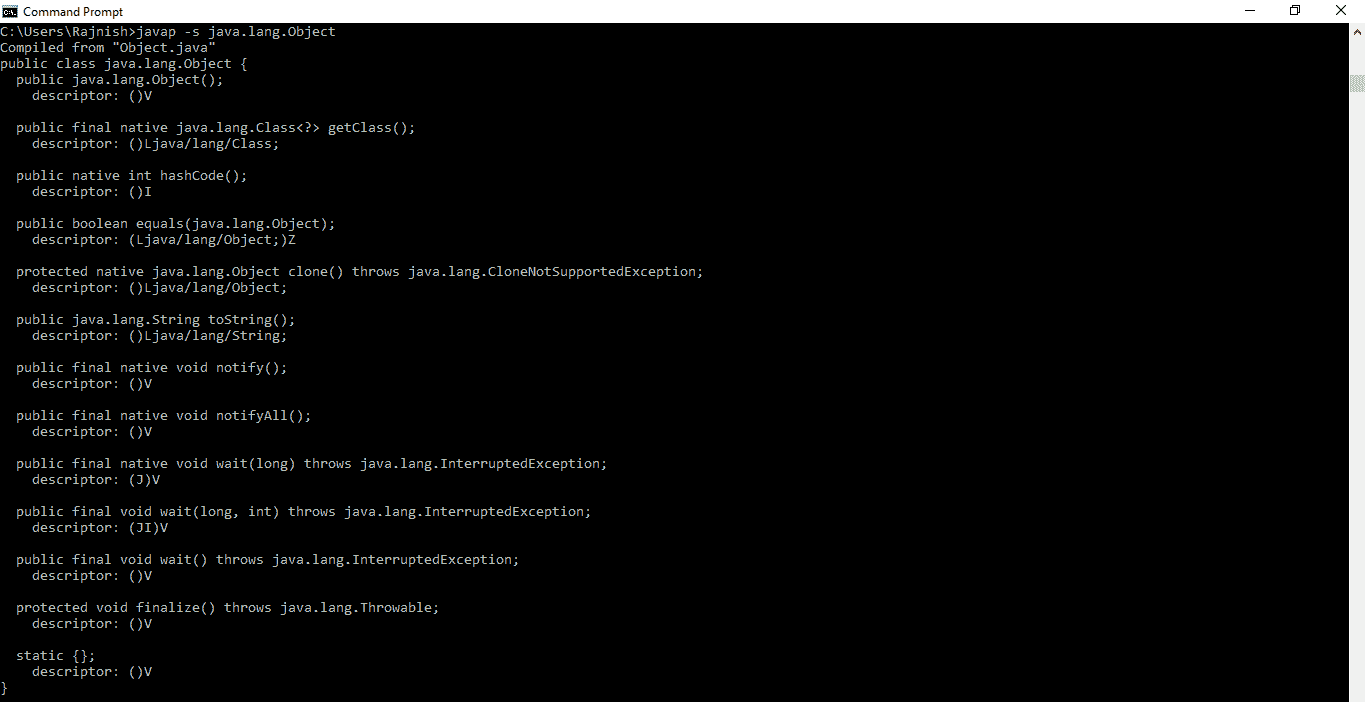 Command Prompt
C:\Users\Rajnish>javap -s java.lang.Object
Compiled from "Object.java"
public class java.lang.Object {
  public java.lang.Object();
    descriptor: ()V

  public final native java.lang.Class<?> getClass();
    descriptor: ()Ljava/lang/Class;

  public native int hashCode();
    descriptor: ()I

  public boolean equals(java.lang.Object);
    descriptor: (Ljava/lang/Object;)Z

  protected native java.lang.Object clone() throws java.lang.CloneNotSupportedException;
    descriptor: ()Ljava/lang/Object;

  public java.lang.String toString();
    descriptor: ()Ljava/lang/String;

  public final native void notify();
    descriptor: ()V

  public final native void notifyAll();
    descriptor: ()V

  public final native void wait(long) throws java.lang.InterruptedException;
    descriptor: (J)V

  public final void wait(long, int) throws java.lang.InterruptedException;
    descriptor: (JI)V

  public final void wait() throws java.lang.InterruptedException;
    descriptor: ()V

  protected void finalize() throws java.lang.Throwable;
    descriptor: ()V

  static {};
    descriptor: ()V
}